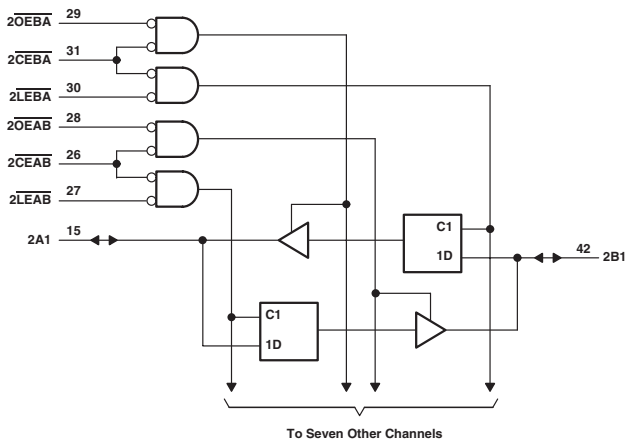 2OEBA 29
2CEBA 31
2LEBA 30
2OEAB 28
2CEAB 26
2LEAB 27
2A1 15
C1
1D
42 2B1
C1
1D
To Seven Other Channels